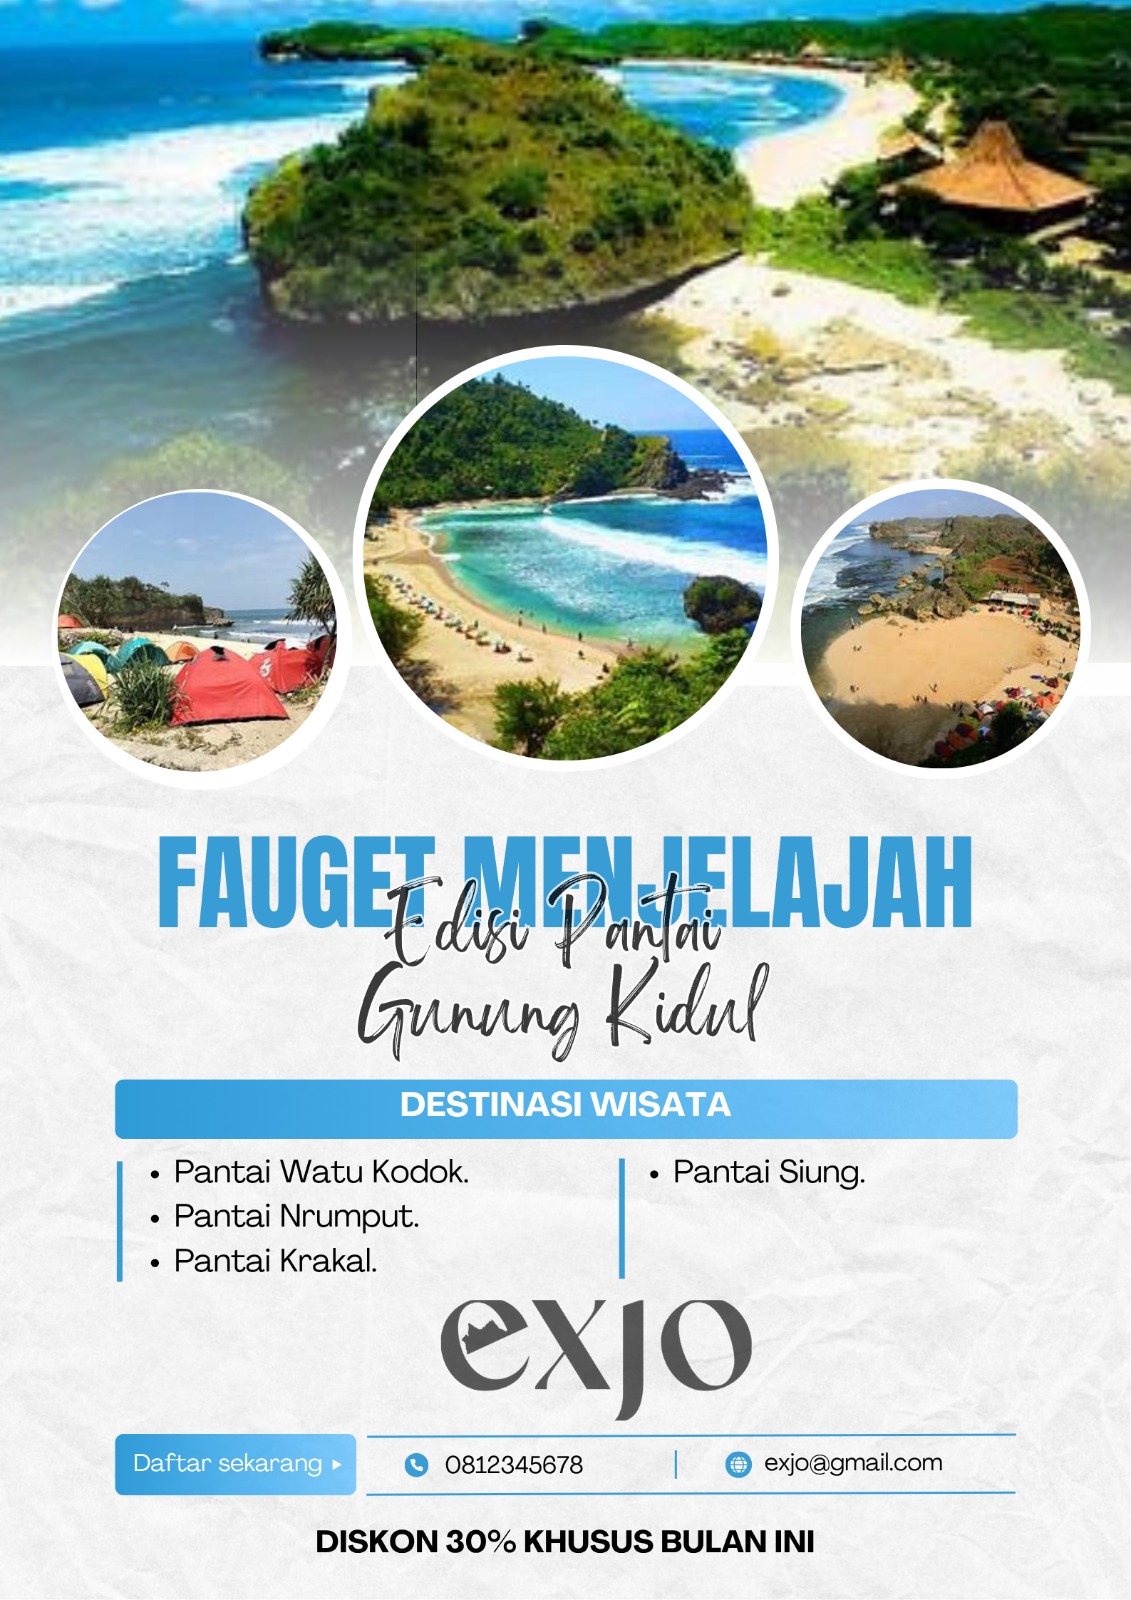 FAUGET MENJELAJAH
Edisi Pantai
Gunung Kidul
DESTINASI WISATA
• Pantai Watu Kodok.
• Pantai Nrumput.
• Pantai Krakal.
• Pantai Siung.
exjo
Daftar sekarang
0812345678
exjo@gmail.com
DISKON 30% KHUSUS BULAN INI